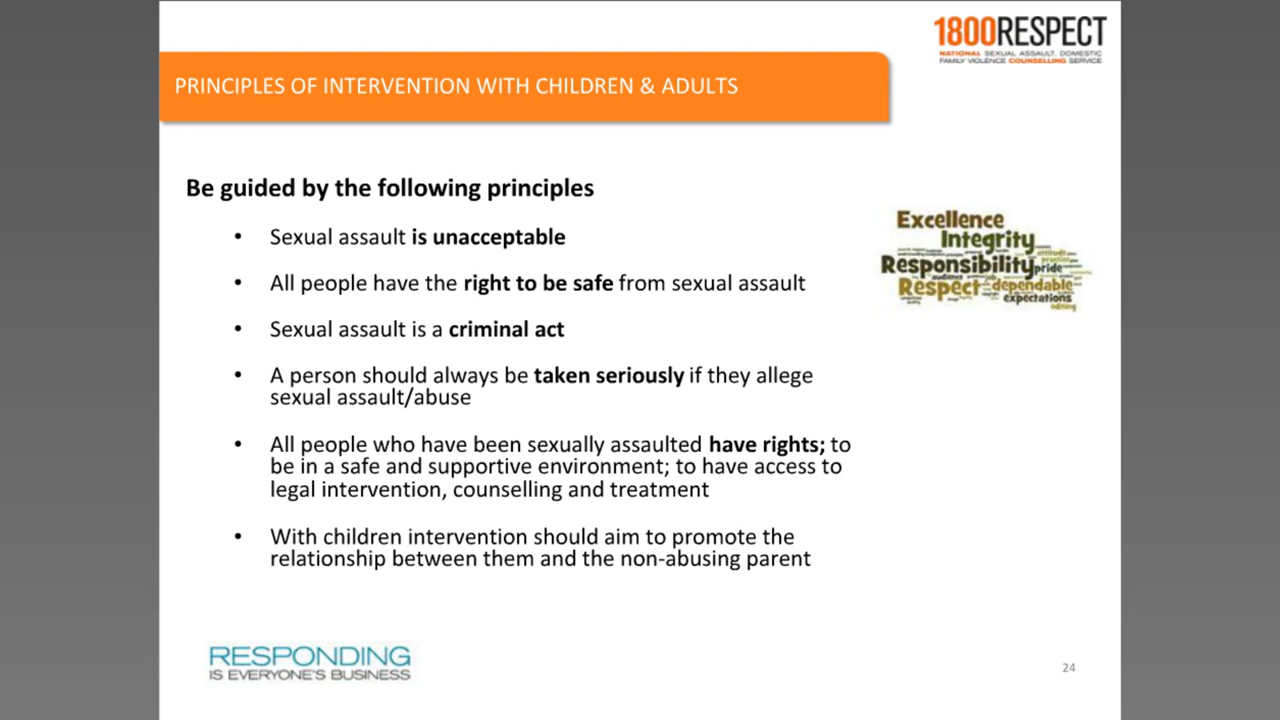 1800RESPECT
NATIONAL SEXUAL ASSAULT, DOMESTIC
FAMILY VIOLENCE COUNSELLING SERVICE
PRINCIPLES OF INTERVENTION WITH CHILDREN & ADULTS
Be guided by the following principles
• Sexual assault is unacceptable
• All people have the right to be safe from sexual assault
• Sexual assault is a criminal act
• A person should always be taken seriously if they allege
sexual assault/abuse
• All people who have been sexually assaulted have rights; to
be in a safe and supportive environment; to have access to
legal intervention, counselling and treatment
• With children intervention should aim to promote the
relationship between them and the non-abusing parent
Excellence
Integrity
Responsibility pride
Respect dependable
expectations
editing
RESPONDING
IS EVERYONE'S BUSINESS
24